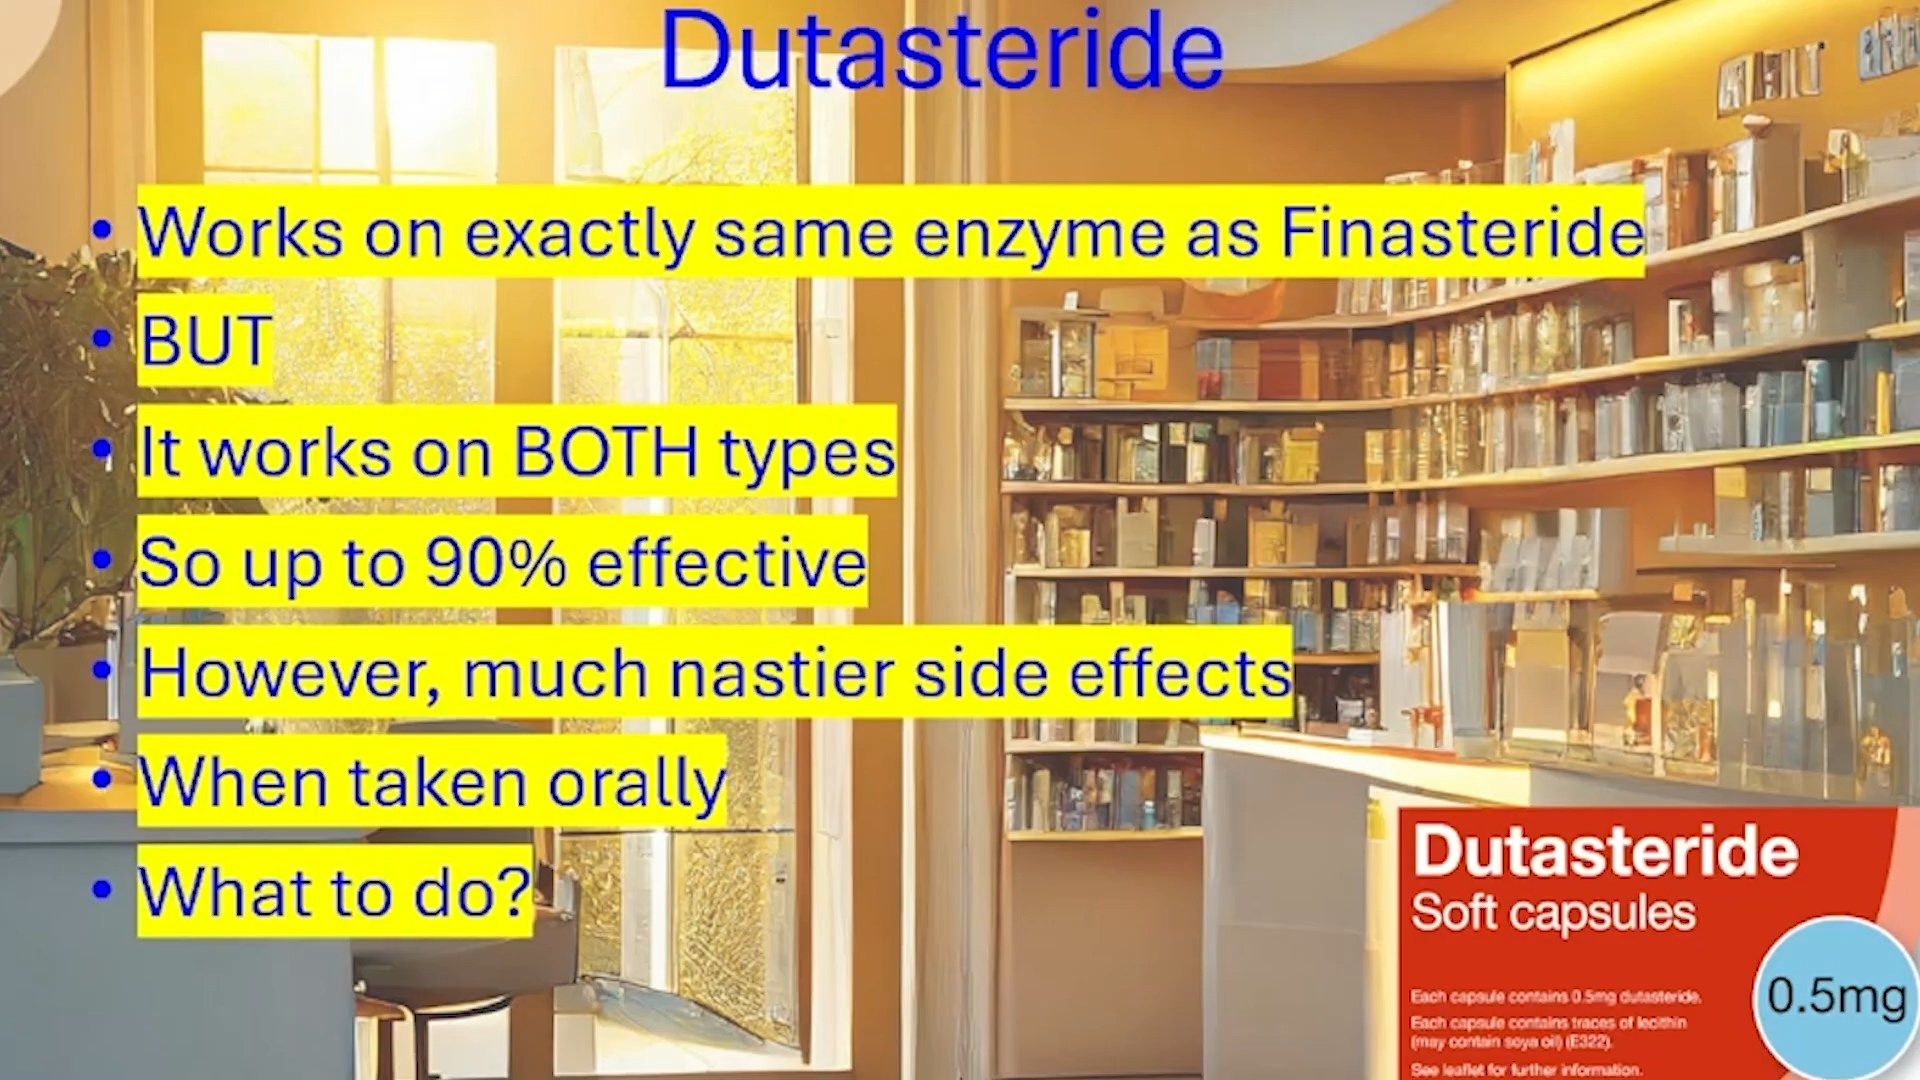 Dutasteride
• Works on exactly same enzyme as Finasteride
• BUT
• It works on BOTH types
• So up to 90% effective
• However, much nastier side effects
• When taken orally
• What to do?
Dutasteride
Soft capsules
Each capsule contains 0.5mg dutasteride.
Each capsule contains traces of lecithin
(may contain soya oil) (E322).
See leaflet for further information.
0.5mg